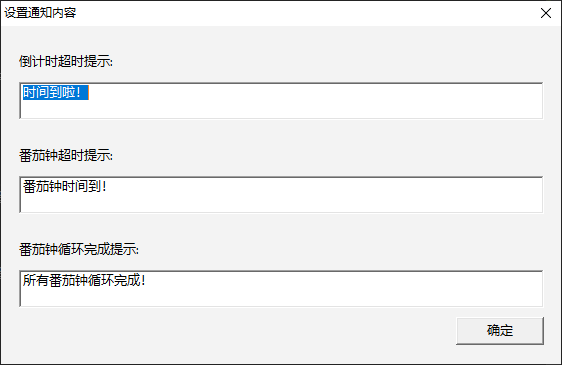 设置通知内容
倒计时超时提示:
时间到啦!
番茄钟超时提示:
番茄钟时间到!
番茄钟循环完成提示:
所有番茄钟循环完成!
确定